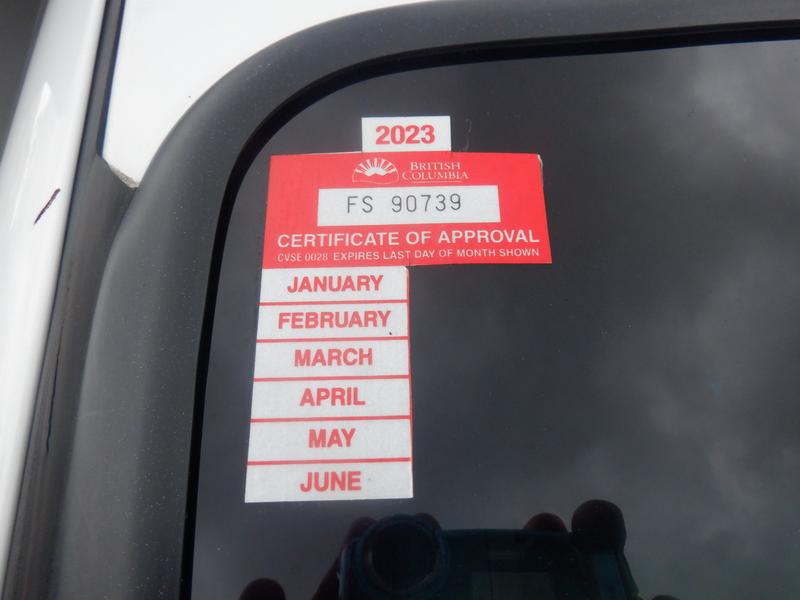 2023
BRITISH
COLUMBIA
FS 90739
CERTIFICATE OF APPROVAL
CVSE 0028 EXPIRES LAST DAY OF MONTH SHOWN
JANUARY
FEBRUARY
MARCH
APRIL
MAY
JUNE